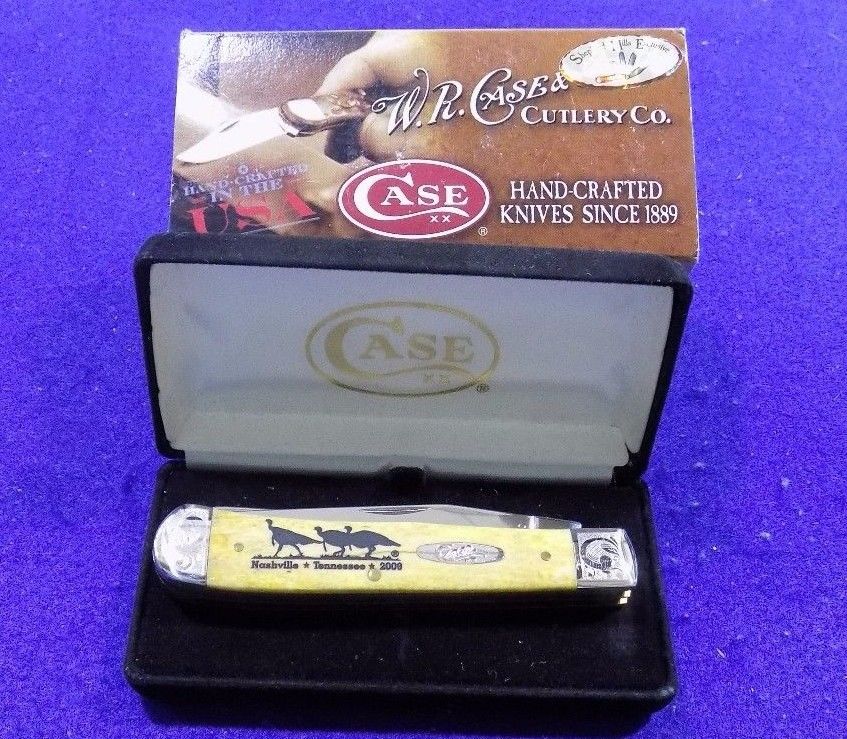 W. R. CASE &
CUTLERY CO.
HAND-CRAFTED
IN THE
USA
CASE
XX
®
HAND-CRAFTED
KNIVES SINCE 1889
CASE
XX
®
Case
®
Nashville ★ Tennessee ★ 2009